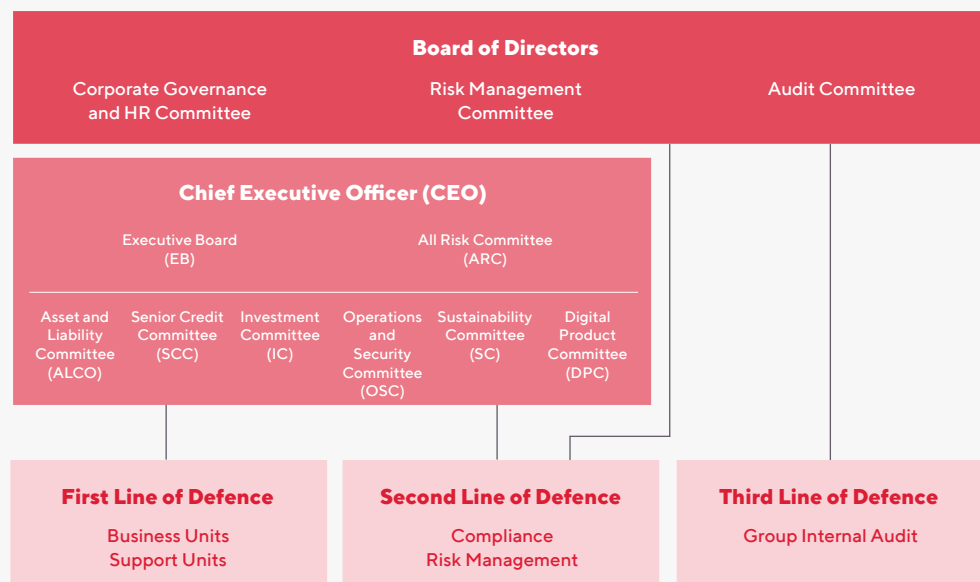 Board of Directors
Corporate Governance
and HR Committee
Risk Management
Committee
Audit Committee
Chief Executive Officer (CEO)
Executive Board
(EB)
All Risk Committee
(ARC)
Asset and
Liability
Committee
(ALCO)
Senior Credit
Committee
(SCC)
Investment
Committee
(IC)
Operations
and
Security
Committee
(OSC)
Sustainability
Committee
(SC)
Digital
Product
Committee
(DPC)
First Line of Defence
Business Units
Support Units
Second Line of Defence
Compliance
Risk Management
Third Line of Defence
Group Internal Audit